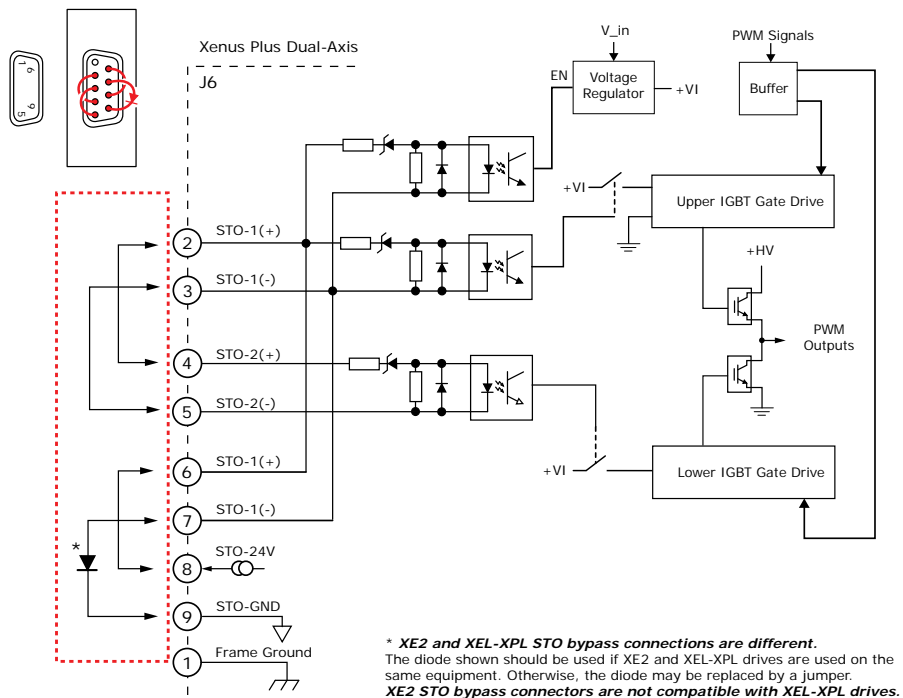 Xenus Plus Dual-Axis
J6
1
6
9
5
V_in
PWM Signals
EN
Voltage
Regulator
+VI
Buffer
+VI
Upper IGBT Gate Drive
2
STO-1(+)
+HV
3
STO-1(-)
PWM
Outputs
4
STO-2(+)
5
STO-2(-)
+VI
Lower IGBT Gate Drive
6
STO-1(+)
7
STO-1(-)
*
8
STO-24V
9
STO-GND
1
Frame Ground
* XE2 and XEL-XPL STO bypass connections are different.
The diode shown should be used if XE2 and XEL-XPL drives are used on the
same equipment. Otherwise, the diode may be replaced by a jumper.
XE2 STO bypass connectors are not compatible with XEL-XPL drives.